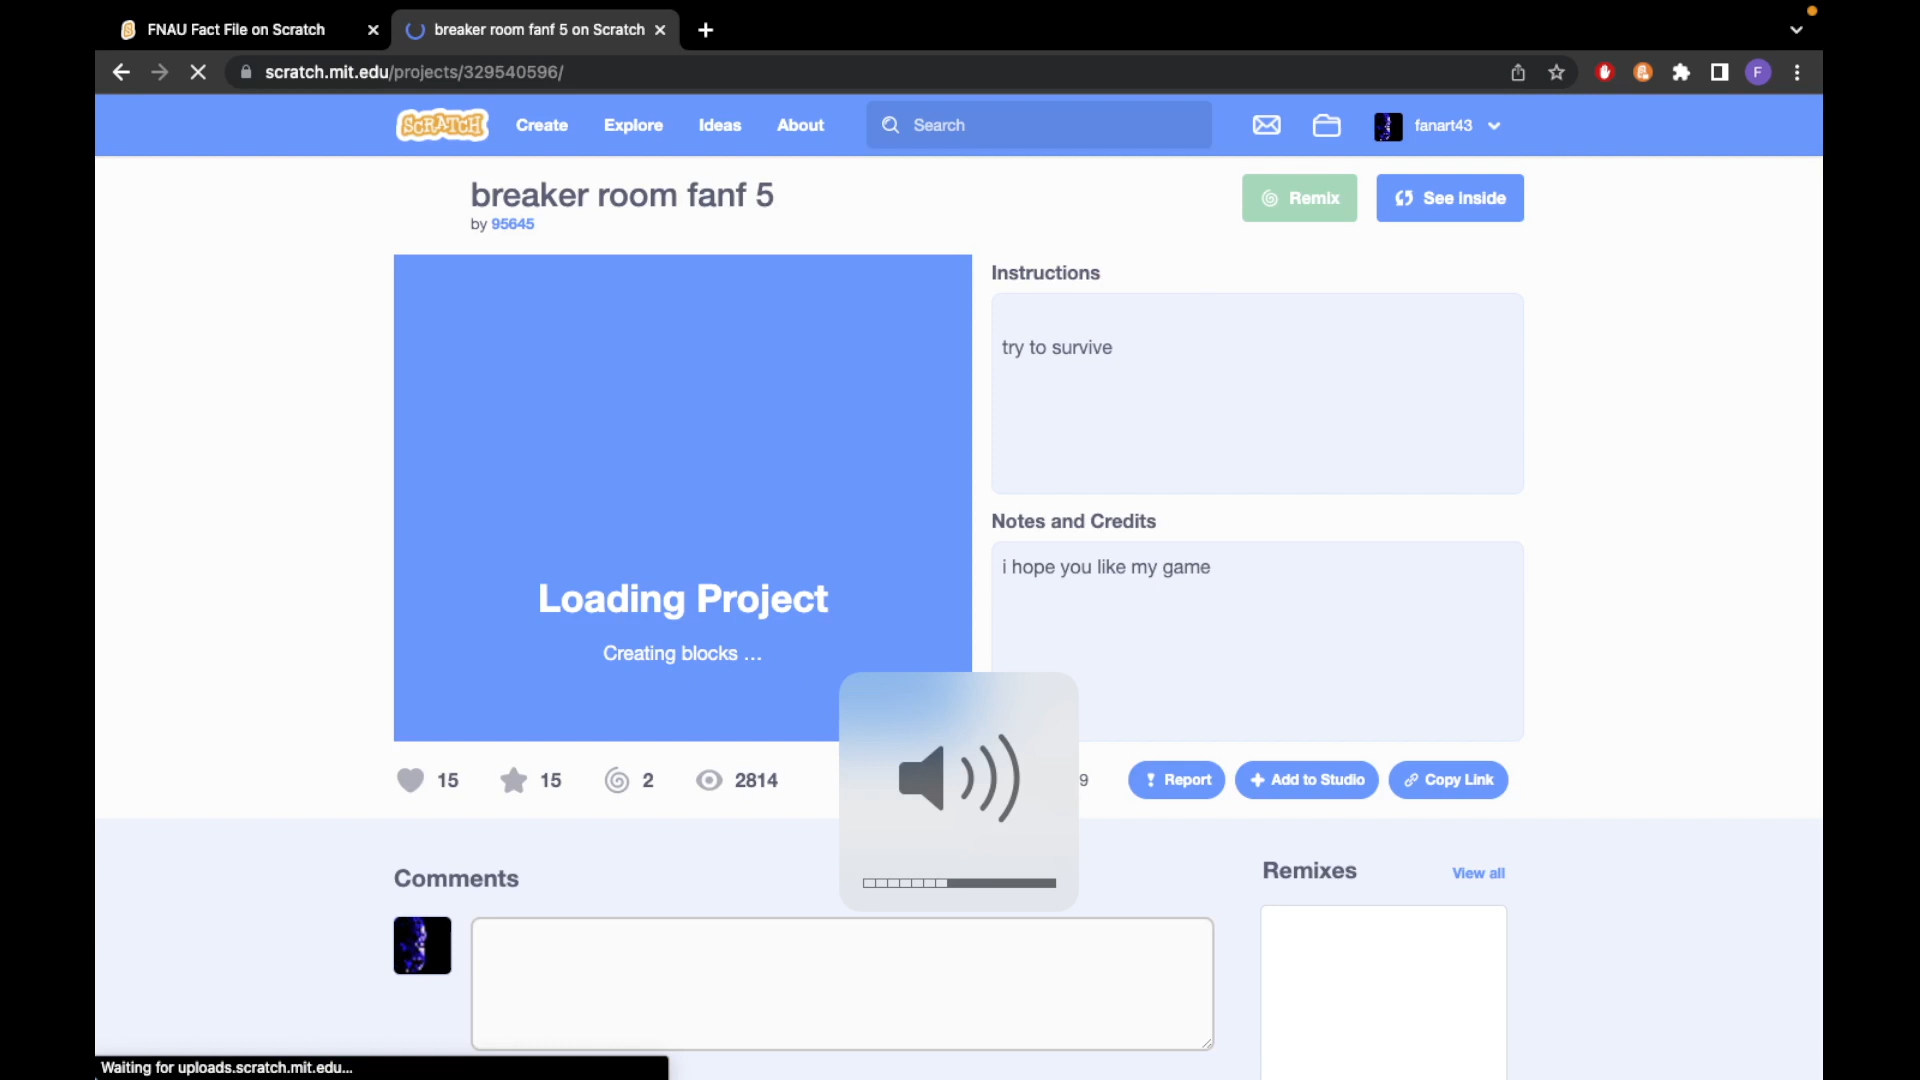 FNAU Fact File on Scratch
breaker room fanf 5 on Scratch
scratch.mit.edu/projects/329540596/
F
SCRATCH
Create
Explore
Ideas
About
Search
fanart43
breaker room fanf 5
by 95645
Remix
See inside
Instructions
try to survive
Notes and Credits
i hope you like my game
Loading Project
Creating blocks ...
15
15
2
2814
9
Report
Add to Studio
Copy Link
Comments
Remixes
View all
Waiting for uploads.scratch.mit.edu...